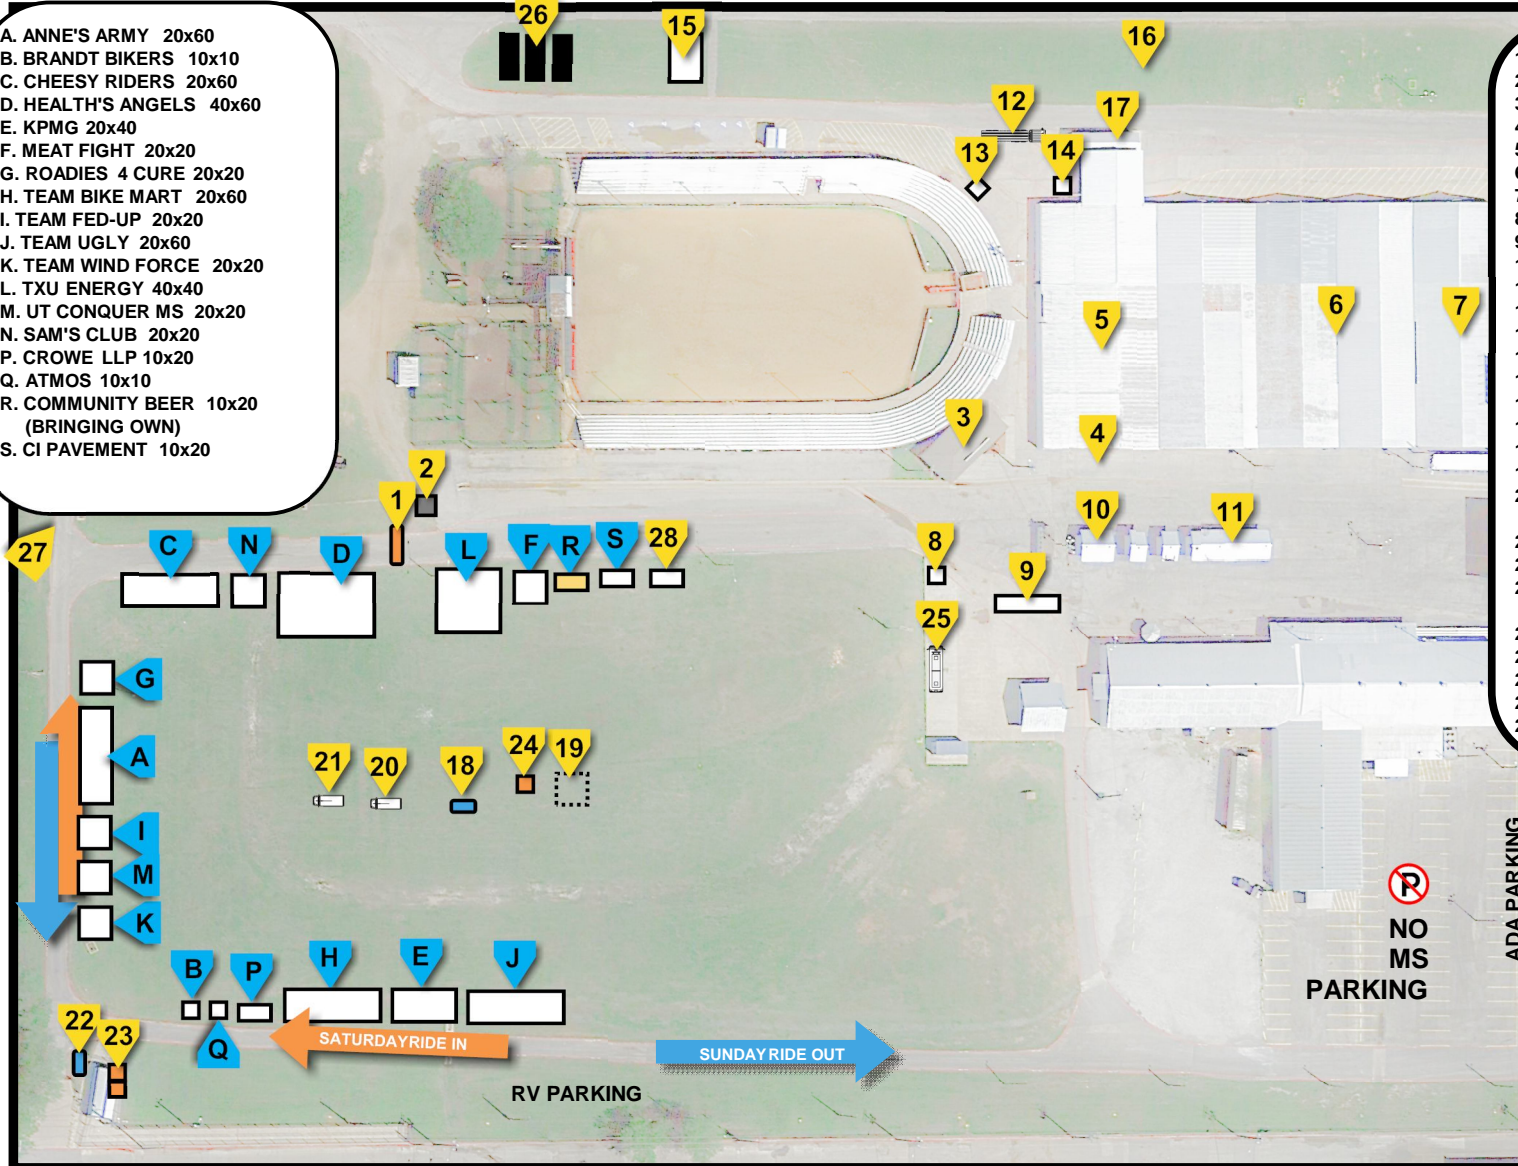 A. ANNE'S ARMY 20x60
B. BRANDT BIKERS 10x10
C. CHEESY RIDERS 20x60
D. HEALTH'S ANGELS 40x60
E. KPMG 20x40
F. MEAT FIGHT 20x20
G. ROADIES 4 CURE 20x20
H. TEAM BIKE MART 20x60
I. TEAM FED-UP 20x20
J. TEAM UGLY 20x60
K. TEAM WIND FORCE 20x20
L. TXU ENERGY 40x40
M. UT CONQUER MS 20x20
N. SAM'S CLUB 20x20
P. CROWE LLP 10x20
Q. ATMOS 10x10
R. COMMUNITY BEER 10x20
(BRINGING OWN)
S. CI PAVEMENT 10x20
26
15
16
12
17
13
14
5
6
7
3
4
2
1
10
11
27
C
N
D
L
F
R
S
28
8
9
25
G
A
21
20
18
24
19
I
M
K
P
NO
MS
PARKING
ADA PARKING
B
P
H
E
J
Q
22
23
SATURDAY RIDE IN
SUNDAY RIDE OUT
RV PARKING